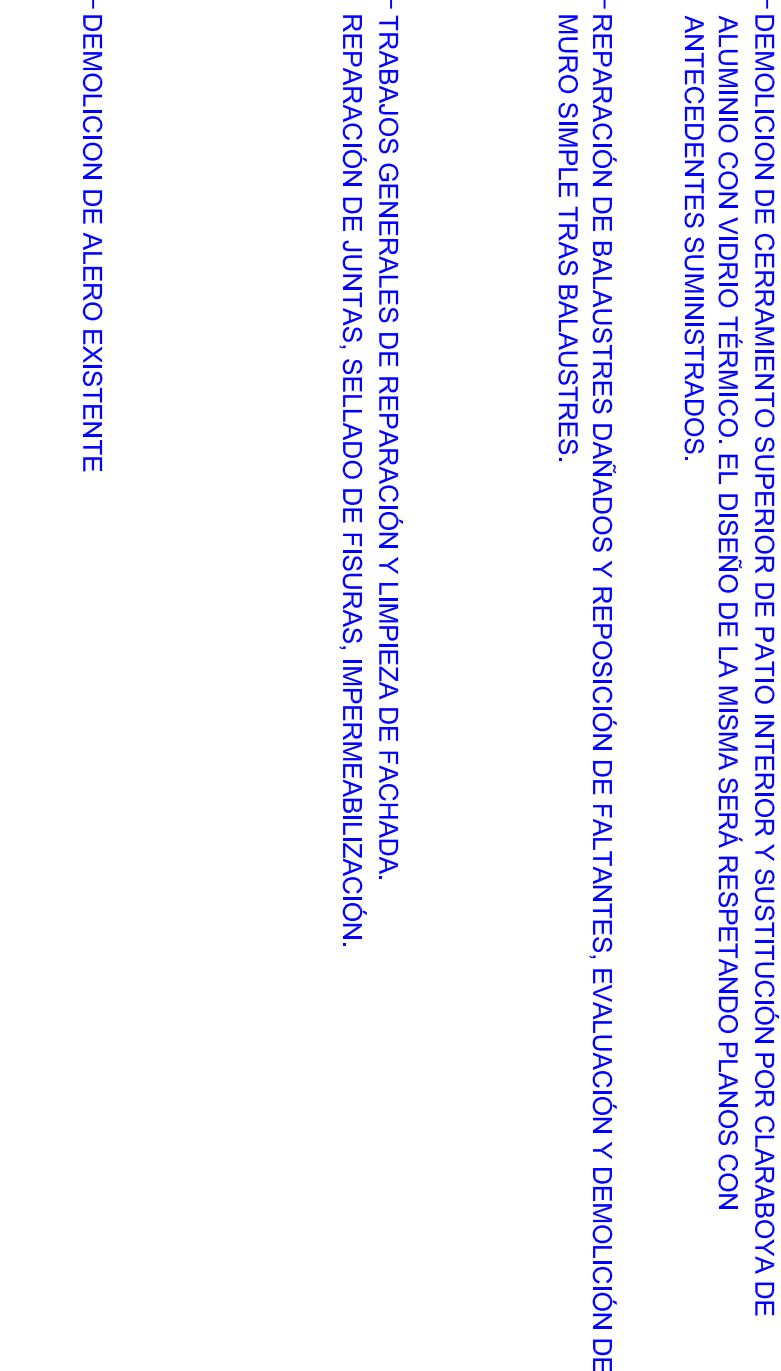 -DEMOLICION DE CERRAMIENTO SUPERIOR DE PATIO INTERIOR Y SUSTITUCIÓN POR CLARABOYA DE
ALUMINIO CON VIDRIO TÉRMICO. EL DISEÑO DE LA MISMA SERÁ RESPETANDO PLANOS CON
ANTECEDENTES SUMINISTRADOS.
-REPARACIÓN DE BALAUSTRES DAÑADOS Y REPOSICIÓN DE FALTANTES, EVALUACIÓN Y DEMOLICIÓN DE
MURO SIMPLE TRAS BALAUSTRES.
- TRABAJOS GENERALES DE REPARACIÓN Y LIMPIEZA DE FACHADA.
REPARACIÓN DE JUNTAS, SELLADO DE FISURAS, IMPERMEABILIZACIÓN.
-DEMOLICION DE ALERO EXISTENTE